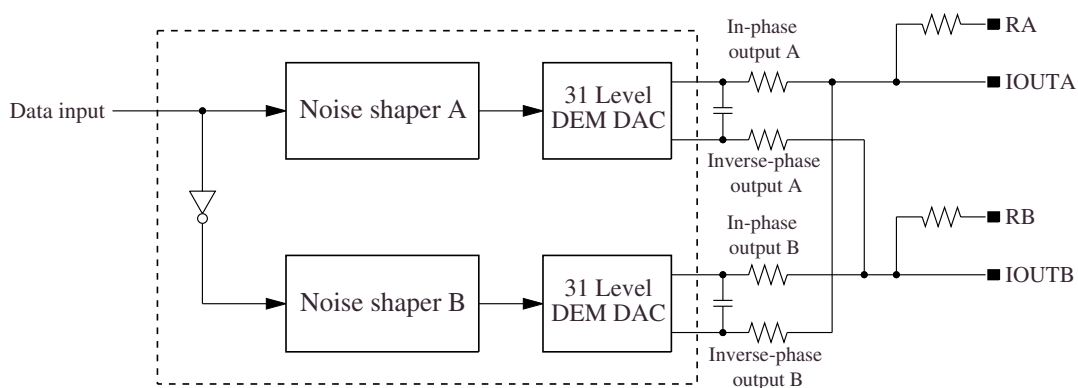 In-phase
output A
RA
Data input
Noise shaper A
31 Level
DEM DAC
IOUTA
Inverse-phase
output A
In-phase
output B
RB
Noise shaper B
31 Level
DEM DAC
IOUTB
Inverse-phase
output B